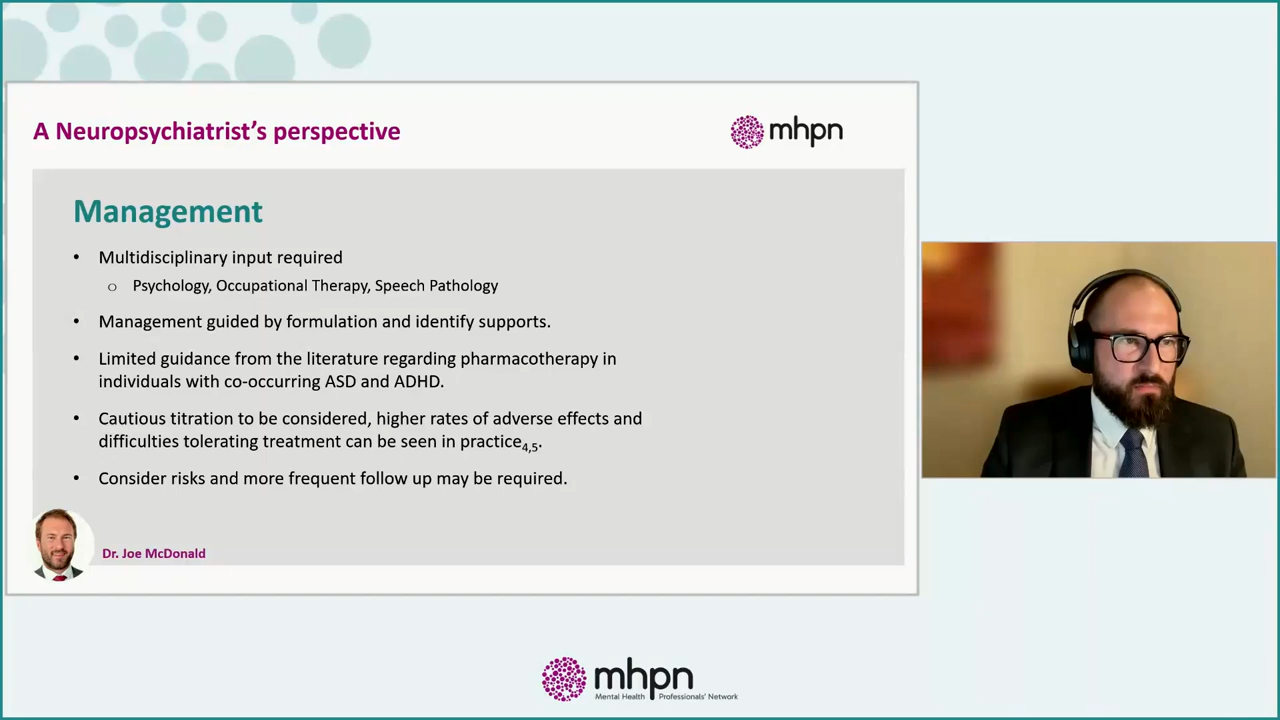 A Neuropsychiatrist's perspective
mhpn
Management
• Multidisciplinary input required
o Psychology, Occupational Therapy, Speech Pathology
• Management guided by formulation and identify supports.
• Limited guidance from the literature regarding pharmacotherapy in
individuals with co-occurring ASD and ADHD.
• Cautious titration to be considered, higher rates of adverse effects and
difficulties tolerating treatment can be seen in practice4,5.
• Consider risks and more frequent follow up may be required.
Dr. Joe McDonald
mhpn
Mental Health Professionals' Network